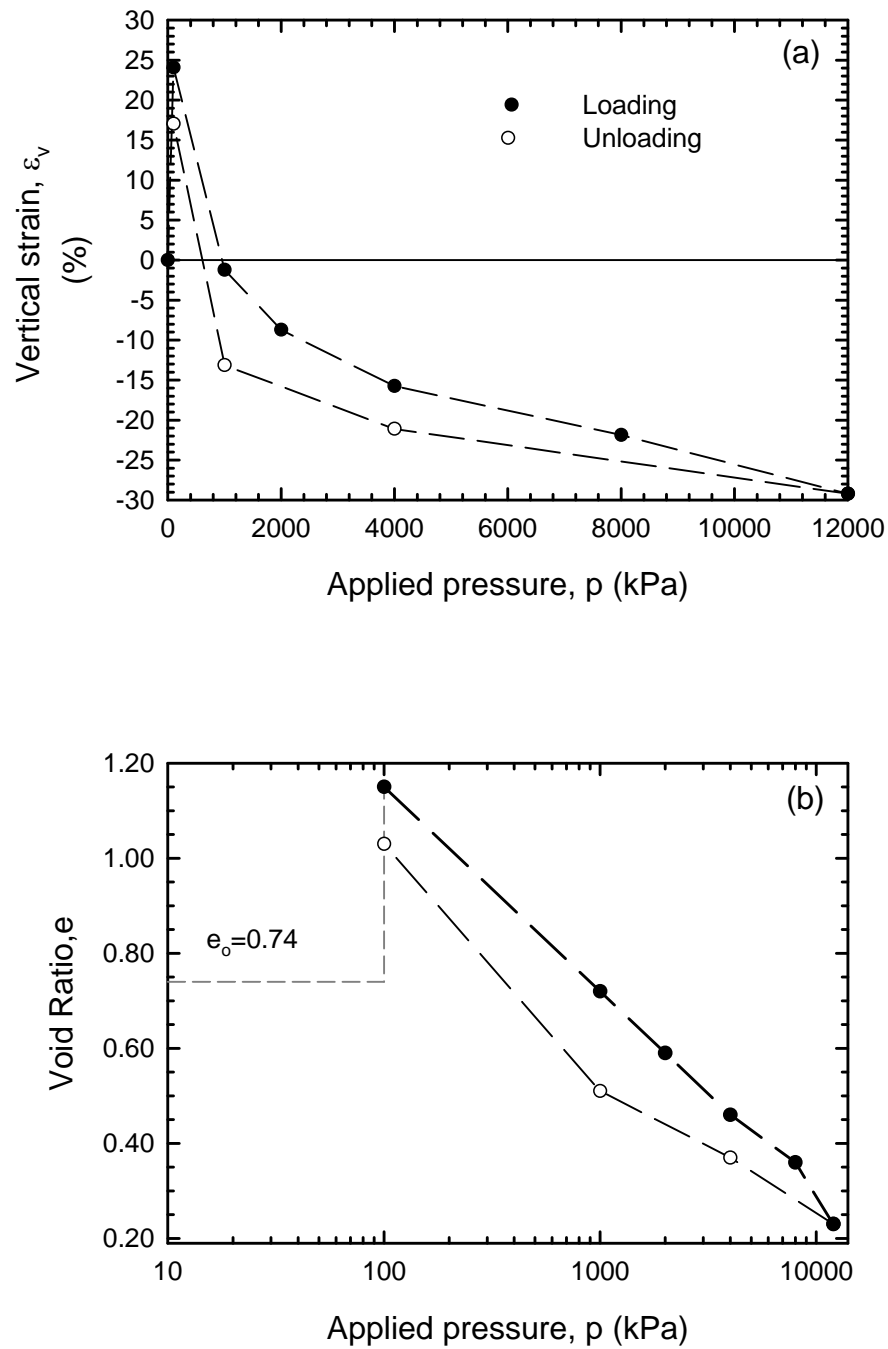 30
(a)
25
20
Loading
15
Unloading
10
5
0
-5
-10
-15
-20
-25
-30
Vertical strain, εv
(%)
0 2000 4000 6000 8000 10000 12000
Applied pressure, p (kPa)
1.20
(b)
1.00
eo=0.74
0.80
0.60
0.40
0.20
Void Ratio,e
10 100 1000 10000
Applied pressure, p (kPa)